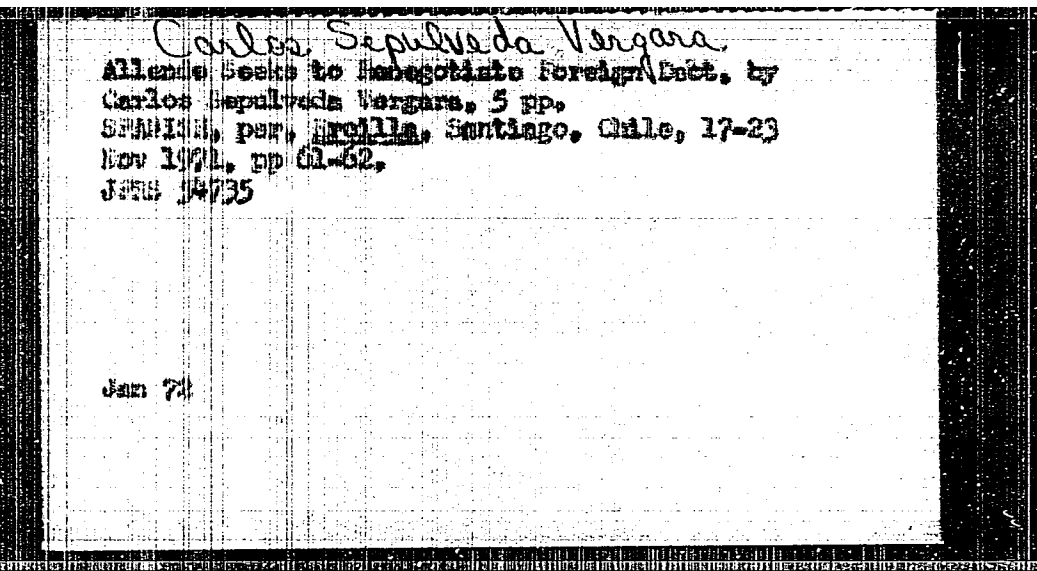 Carlos Sepulveda Vergara.
Allende Seeks to Renegotiate Foreign Debt, by
Carlos Sepulveda Vergara, 5 pp.
SPANISH, per, Ercilla, Santiago, Chile, 17-23
Nov 1971, pp 61-62.
JPRS 54735
Jan 72